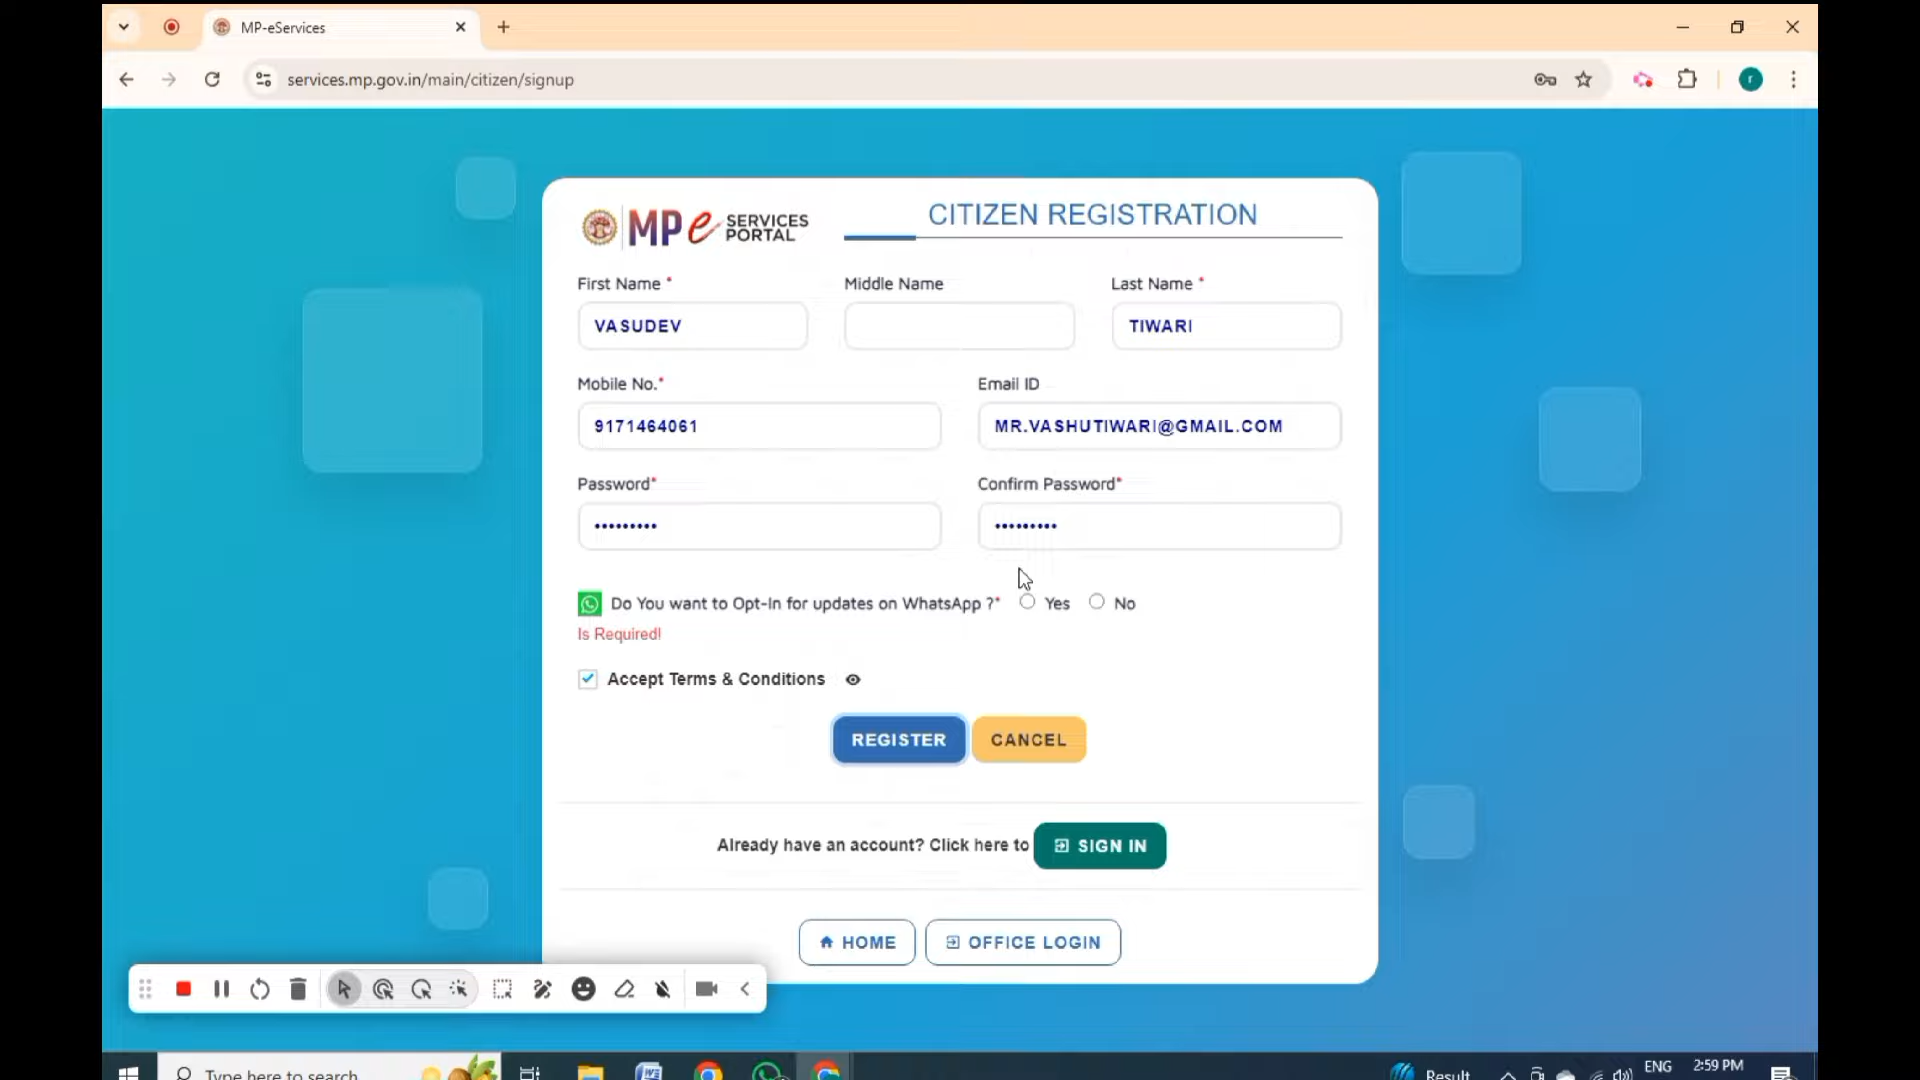 MP-eServices
services.mp.gov.in/main/citizen/signup
r
MP e SERVICES PORTAL
CITIZEN REGISTRATION
First Name *
Middle Name
Last Name *
VASUDEV
TIWARI
Mobile No.*
Email ID
9171464061
MR.VASHUTIWARI@GMAIL.COM
Password*
Confirm Password*
•••••••••
•••••••••
Do You want to Opt-In for updates on WhatsApp ?* Yes No
Is Required!
Accept Terms & Conditions
REGISTER CANCEL
Already have an account? Click here to SIGN IN
HOME OFFICE LOGIN
Type here to search
Result
ENG
2:59 PM